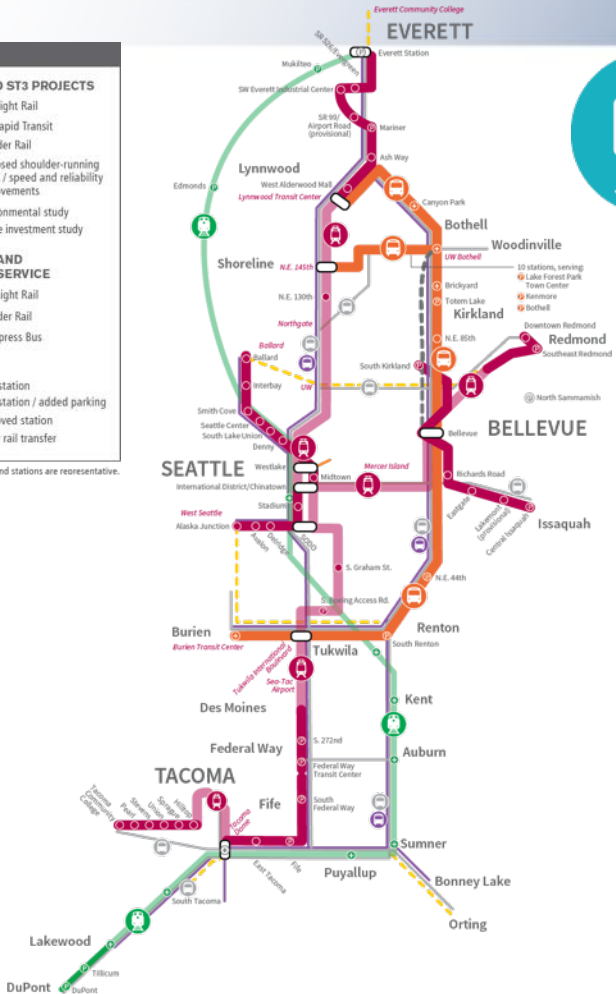 Everett Community College
EVERETT
SR 526/Evergreen
Everett Station
Mukilteo
SW Everett Industrial Center
SR 99/
Airport Road
(provisional)
Mariner
Ash Way
Lynnwood
West Alderwood Mall
Lynnwood Transit Center
Edmonds
Canyon Park
Bothell
Woodinville
UW Bothell
Shoreline
N.E. 145th
10 stations, serving:
Lake Forest Park
Town Center
Kenmore
Bothell
N.E. 130th
Brickyard
Totem Lake
Kirkland
Northgate
N.E. 85th
Downtown Redmond
Redmond
Southeast Redmond
Ballard
Ballard
South Kirkland
UW
Interbay
North Sammamish
Smith Cove
Seattle Center
South Lake Union
Denny
Bellevue
BELLEVUE
SEATTLE
Westlake
Midtown
Mercer Island
International District/Chinatown
Stadium
Richards Road
Eastgate
Lakemont
(provisional)
Central Issaquah
Issaquah
West Seattle
Alaska Junction
Avalon
Delridge
SODO
S. Graham St.
N.E. 44th
S. Boeing Access Rd.
Burien
Burien Transit Center
Renton
South Renton
Tukwila International
Boulevard
Tukwila
Sea-Tac
Airport
Kent
Des Moines
S. 272nd
Federal Way
Auburn
Federal Way
Transit Center
TACOMA
Fife
South
Federal Way
Tacoma
Community
College
Pearl
Stevens
Union
Sprague
Hilltop
Tacoma
Dome
East Tacoma
Fife
Sumner
Puyallup
Bonney Lake
Orting
South Tacoma
Lakewood
Tillicum
DuPont
DuPont
ST3 PROJECTS
ight Rail
apid Transit
der Rail
osed shoulder-running
/ speed and reliability
ovements
onmental study
e investment study
AND
SERVICE
ight Rail
der Rail
press Bus
station
station / added parking
oved station
rail transfer
nd stations are representative.